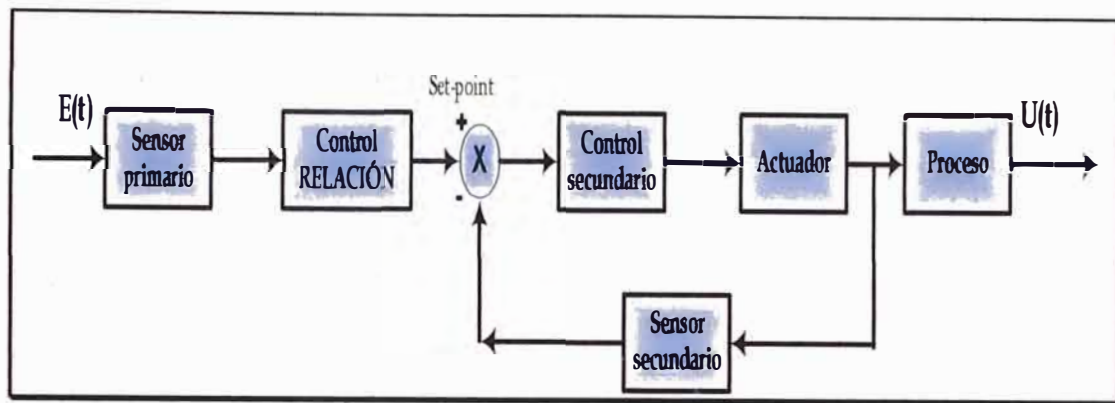 Set-point
E(t)
Sensor
primario
Control
RELACIÓN
+
X
-
Control
secundario
Actuador
Proceso
U(t)
Sensor
secundario